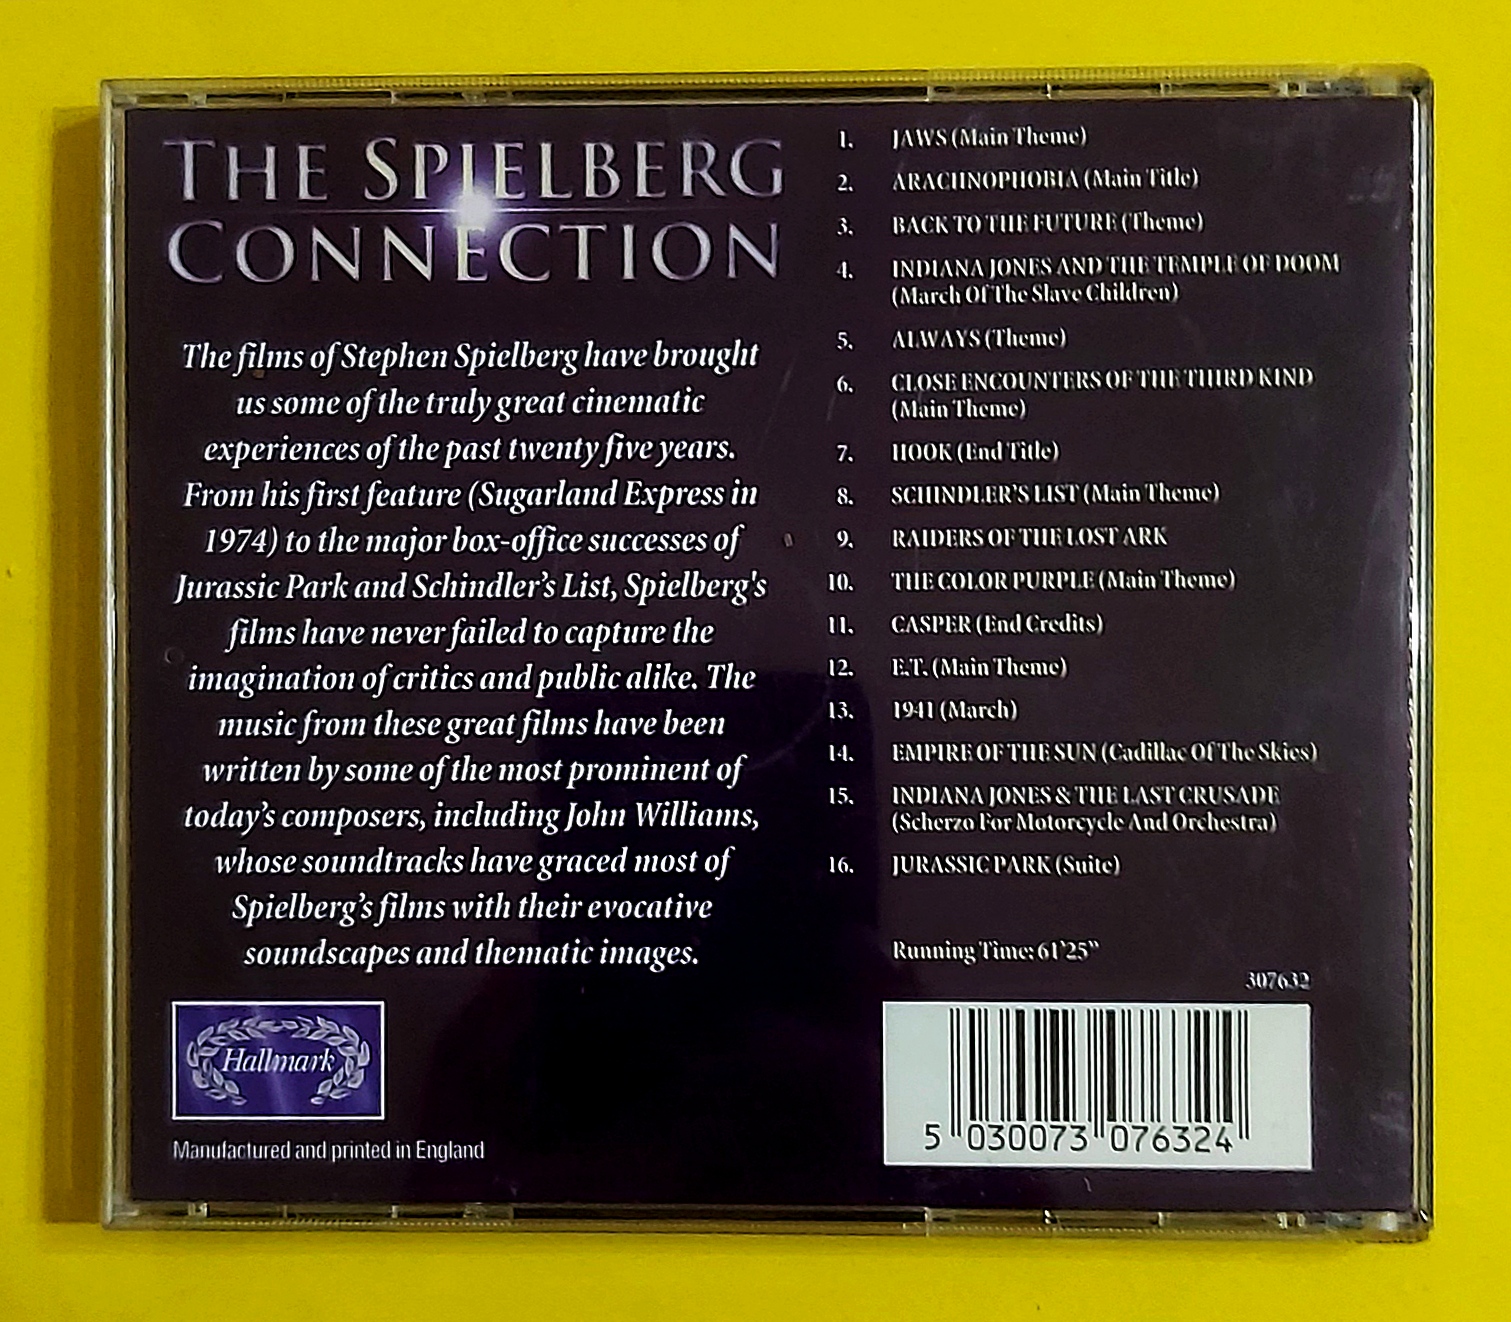 THE SPIELBERG
CONNECTION
The films of Stephen Spielberg have brought
us some of the truly great cinematic
experiences of the past twenty five years.
From his first feature (Sugarland Express in
1974) to the major box-office successes of
Jurassic Park and Schindler’s List, Spielberg's
films have never failed to capture the
imagination of critics and public alike. The
music from these great films have been
written by some of the most prominent of
today’s composers, including John Williams,
whose soundtracks have graced most of
Spielberg’s films with their evocative
soundscapes and thematic images.
Hallmark
Manufactured and printed in England
1. JAWS (Main Theme)
2. ARACHNOPHOBIA (Main Title)
3. BACK TO THE FUTURE (Theme)
4. INDIANA JONES AND THE TEMPLE OF DOOM
(March Of The Slave Children)
5. ALWAYS (Theme)
6. CLOSE ENCOUNTERS OF THE THIRD KIND
(Main Theme)
7. HOOK (End Title)
8. SCHINDLER’S LIST (Main Theme)
9. RAIDERS OF THE LOST ARK
10. THE COLOR PURPLE (Main Theme)
11. CASPER (End Credits)
12. E.T. (Main Theme)
13. 1941 (March)
14. EMPIRE OF THE SUN (Cadillac Of The Skies)
15. INDIANA JONES & THE LAST CRUSADE
(Scherzo For Motorcycle And Orchestra)
16. JURASSIC PARK (Suite)
Running Time: 61’25”
307632
5 030073 076324